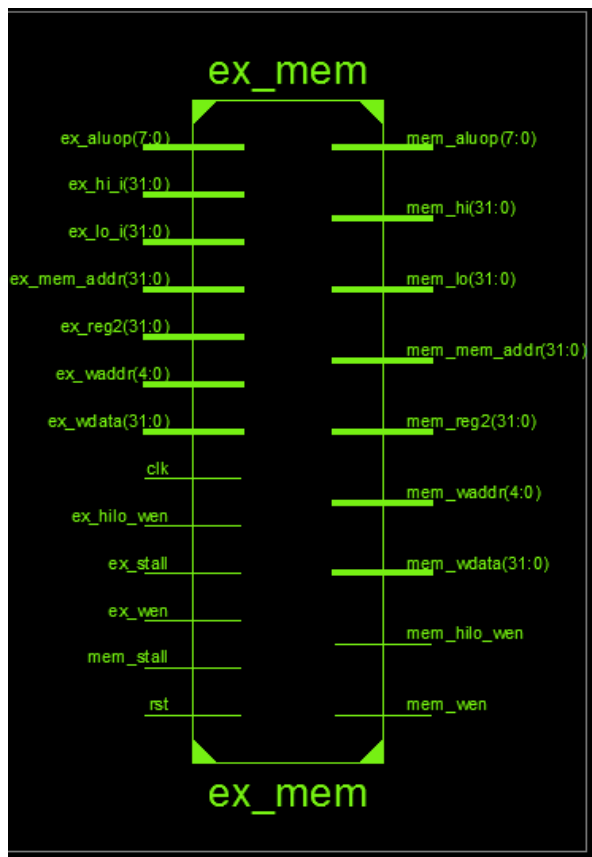 ex_mem
ex_aluop(7:0)
mem_aluop(7:0)
ex_hi_i(31:0)
mem_hi(31:0)
ex_lo_i(31:0)
ex_mem_addr(31:0)
mem_lo(31:0)
ex_reg2(31:0)
mem_mem_addr(31:0)
ex_waddr(4:0)
ex_wdata(31:0)
mem_reg2(31:0)
clk
mem_waddr(4:0)
ex_hilo_wen
ex_stall
mem_wdata(31:0)
ex_wen
mem_hilo_wen
mem_stall
rst
mem_wen
ex_mem